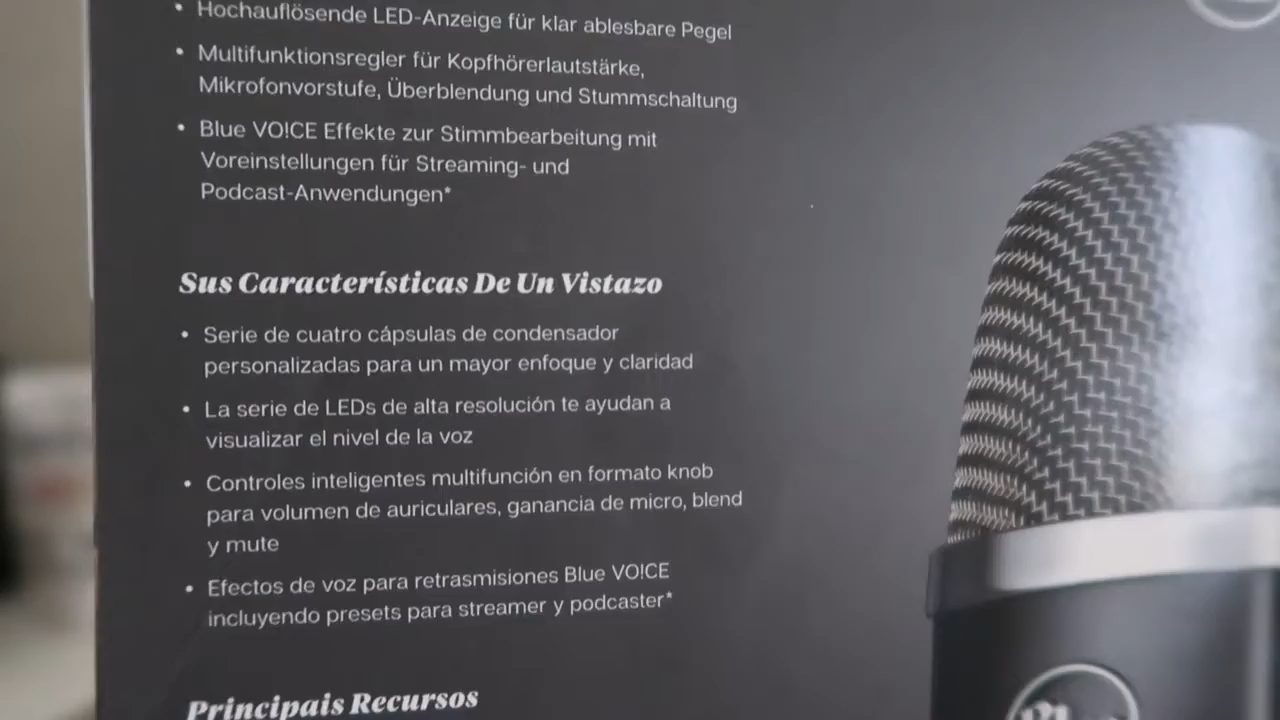 • Hochauflösende LED-Anzeige für klar ablesbare Pegel
• Multifunktionsregler für Kopfhörerlautstärke,
Mikrofonvorstufe, Überblendung und Stummschaltung
• Blue VO!CE Effekte zur Stimmbearbeitung mit
Voreinstellungen für Streaming- und
Podcast-Anwendungen*
Sus Características De Un Vistazo
• Serie de cuatro cápsulas de condensador
personalizadas para un mayor enfoque y claridad
• La serie de LEDs de alta resolución te ayudan a
visualizar el nivel de la voz
• Controles inteligentes multifunción en formato knob
para volumen de auriculares, ganancia de micro, blend
y mute
• Efectos de voz para retrasmisiones Blue VO!CE
incluyendo presets para streamer y podcaster*
Principais Recursos